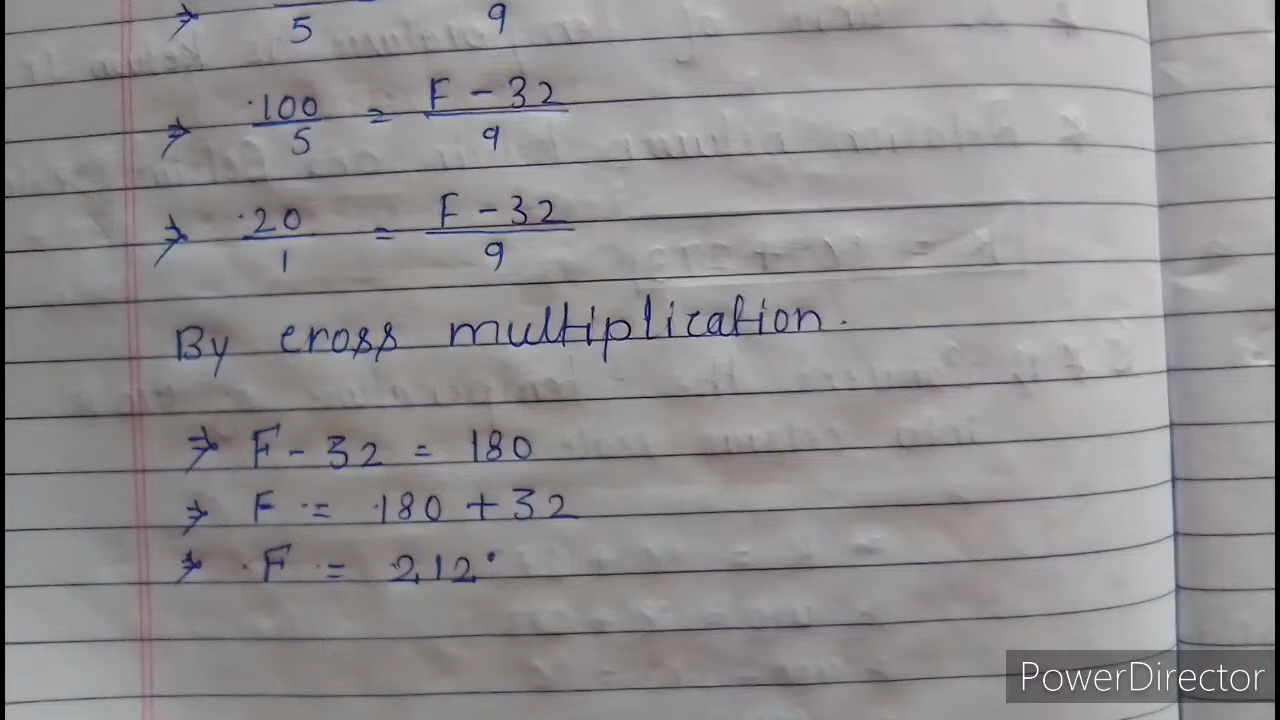 ⇒ 5 9
⇒ 100/5 = F - 32/9
⇒ 20/1 = F - 32/9
By cross multiplication.
⇒ F - 32 = 180
⇒ F = 180 + 32
⇒ F = 212°
PowerDirector